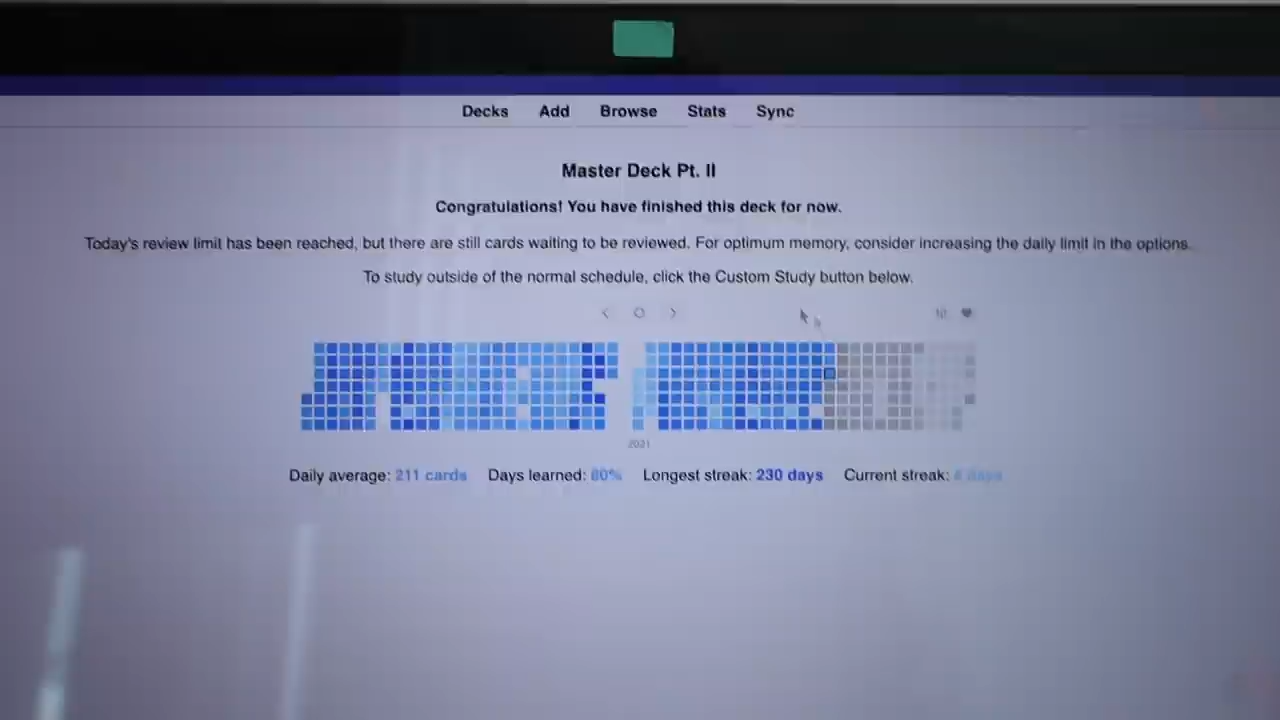 Decks Add Browse Stats Sync
Master Deck Pt. II
Congratulations! You have finished this deck for now.
Today's review limit has been reached, but there are still cards waiting to be reviewed. For optimum memory, consider increasing the daily limit in the options.
To study outside of the normal schedule, click the Custom Study button below.
2021
Daily average: 211 cards Days learned: 80% Longest streak: 230 days Current streak: days